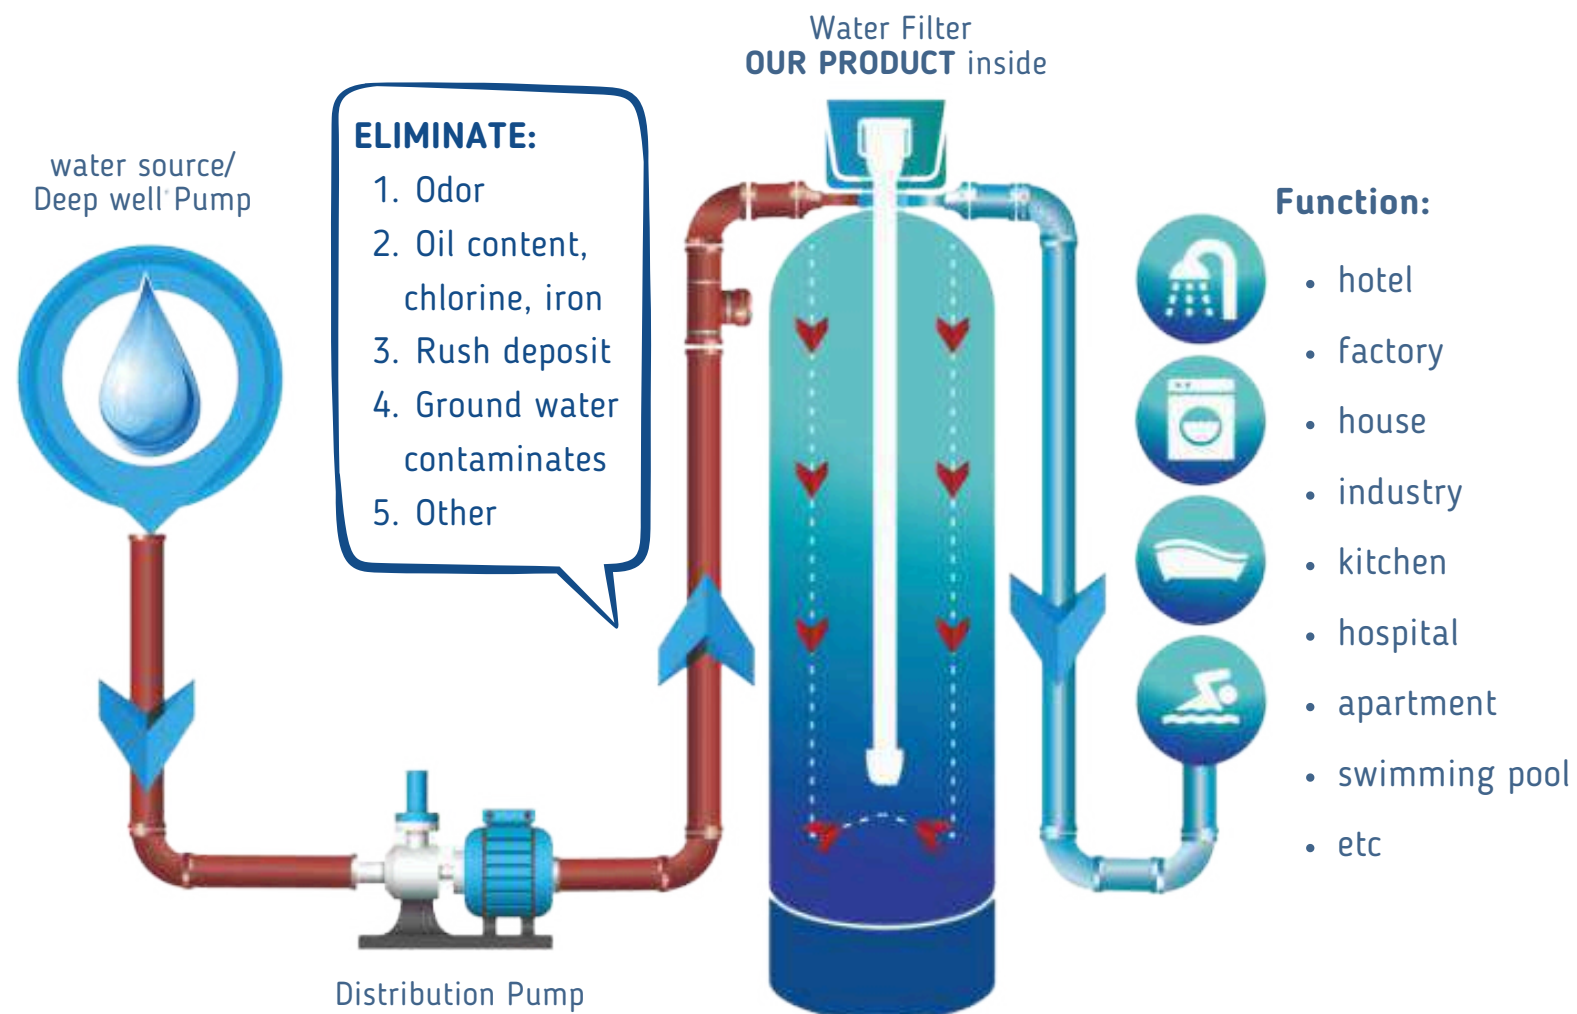 Water Filter
OUR PRODUCT inside
water source/
Deep well Pump
ELIMINATE:
1. Odor
2. Oil content,
chlorine, iron
3. Rush deposit
4. Ground water
contaminates
5. Other
Function:
• hotel
• factory
• house
• industry
• kitchen
• hospital
• apartment
• swimming pool
• etc
Distribution Pump